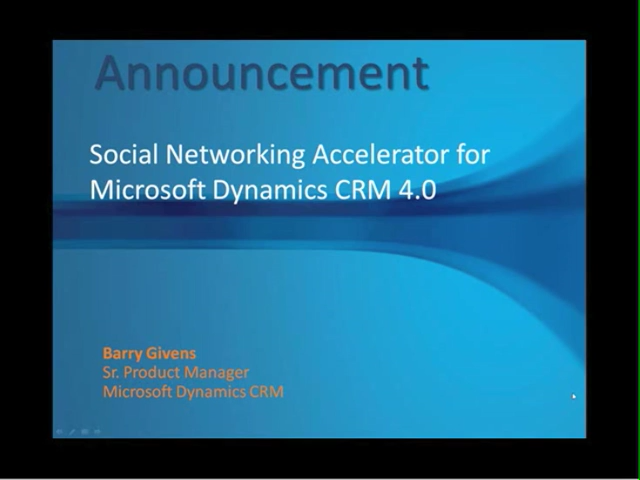 Announcement
Social Networking Accelerator for
Microsoft Dynamics CRM 4.0
Barry Givens
Sr. Product Manager
Microsoft Dynamics CRM